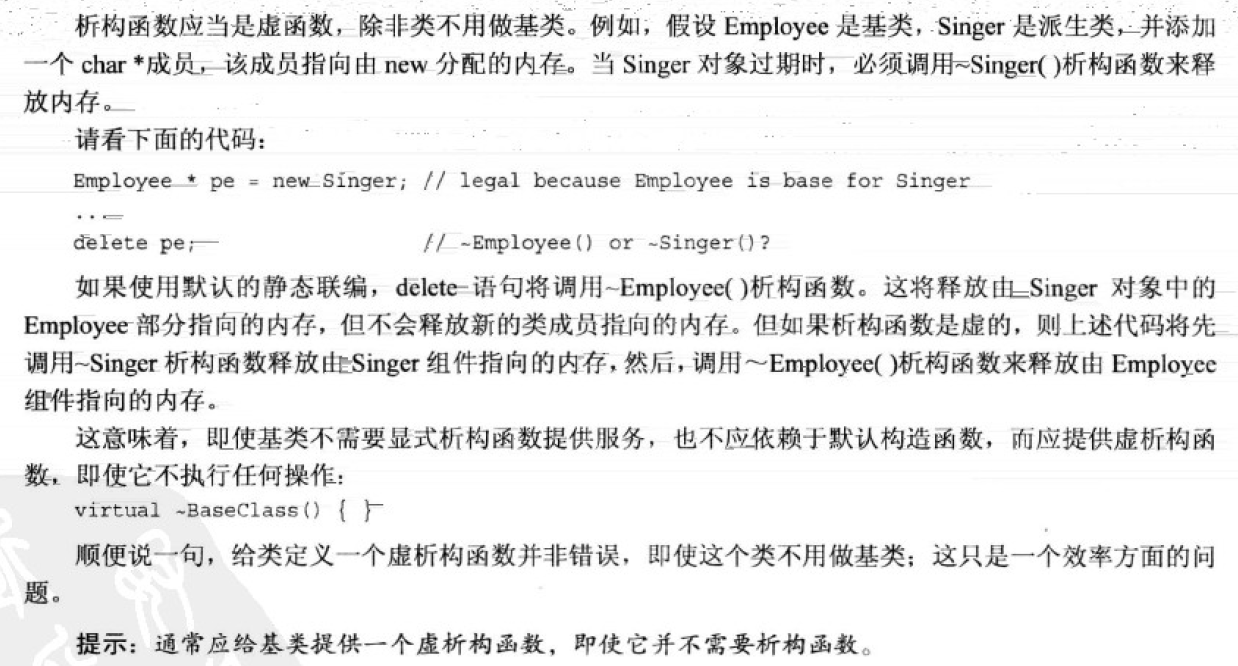 析构函数应当是虚函数，除非类不用做基类。例如，假设 Employee 是基类，Singer 是派生类，并添加
一个 char *成员，该成员指向由 new 分配的内存。当 Singer 对象过期时，必须调用~Singer( )析构函数来释
放内存。
请看下面的代码：
Employee * pe = new Singer; // legal because Employee is base for Singer
...
delete pe; // ~Employee() or ~Singer()?
如果使用默认的静态联编，delete 语句将调用~Employee( )析构函数。这将释放由 Singer 对象中的
Employee 部分指向的内存，但不会释放新的类成员指向的内存。但如果析构函数是虚的，则上述代码将先
调用~Singer 析构函数释放由 Singer 组件指向的内存，然后，调用～Employee( )析构函数来释放由 Employee
组件指向的内存。
这意味着，即使基类不需要显式析构函数提供服务，也不应依赖于默认构造函数，而应提供虚析构函
数，即使它不执行任何操作：
virtual ~BaseClass() { }
顺便说一句，给类定义一个虚析构函数并非错误，即使这个类不用做基类；这只是一个效率方面的问
题。
提示：通常应给基类提供一个虚析构函数，即使它并不需要析构函数。